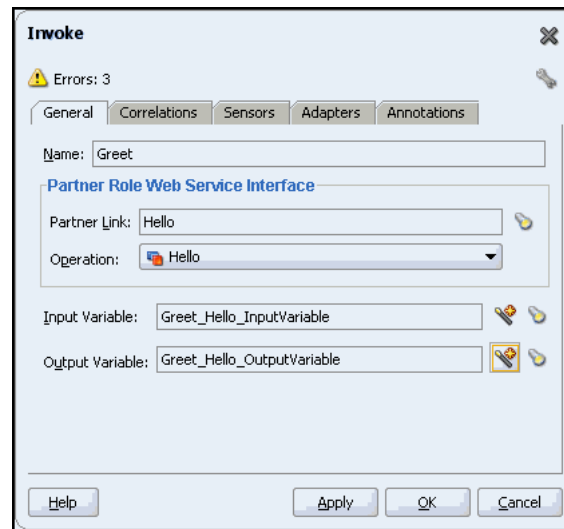 Invoke
Errors: 3
General Correlations Sensors Adapters Annotations
Name: Greet
Partner Role Web Service Interface
Partner Link: Hello
Operation: Hello
Input Variable: Greet_Hello_InputVariable
Output Variable: Greet_Hello_OutputVariable
Help Apply OK Cancel